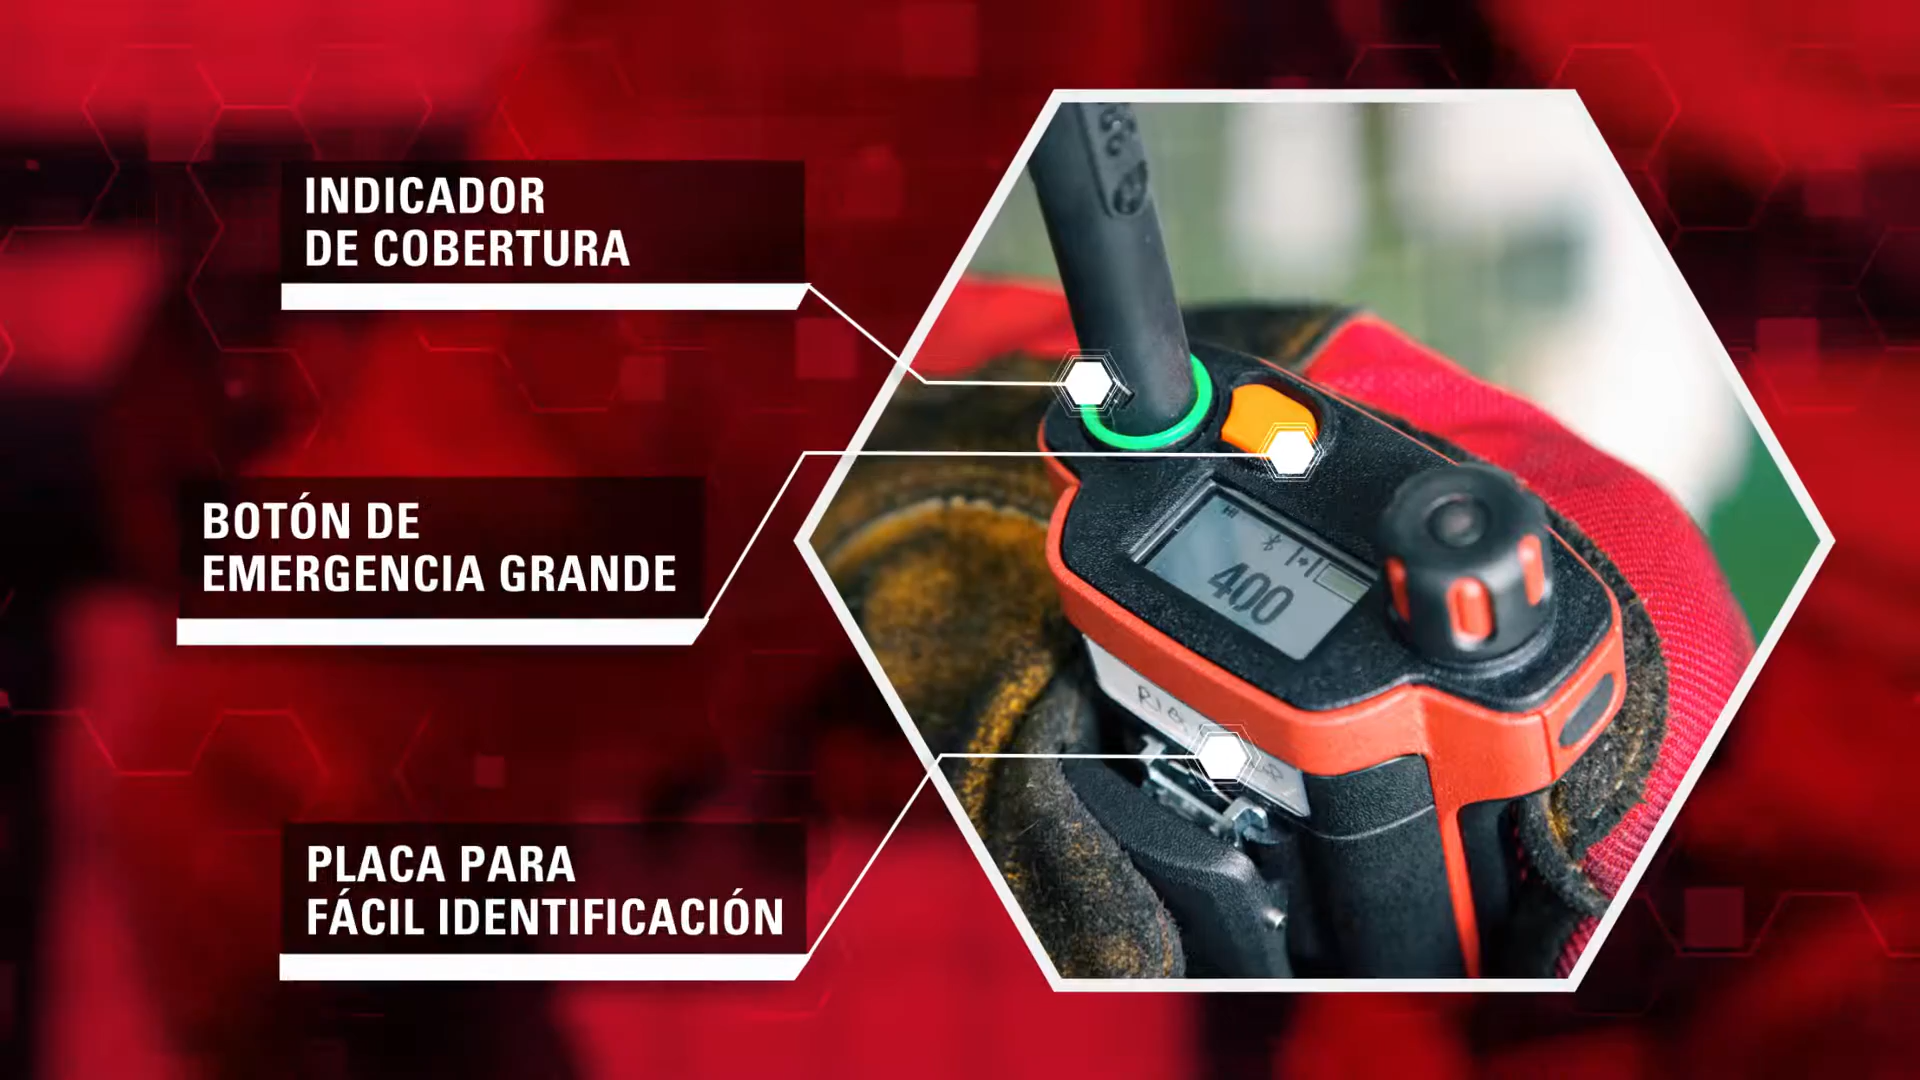 INDICADOR
DE COBERTURA
BOTÓN DE
EMERGENCIA GRANDE
400
PLACA PARA
FÁCIL IDENTIFICACIÓN